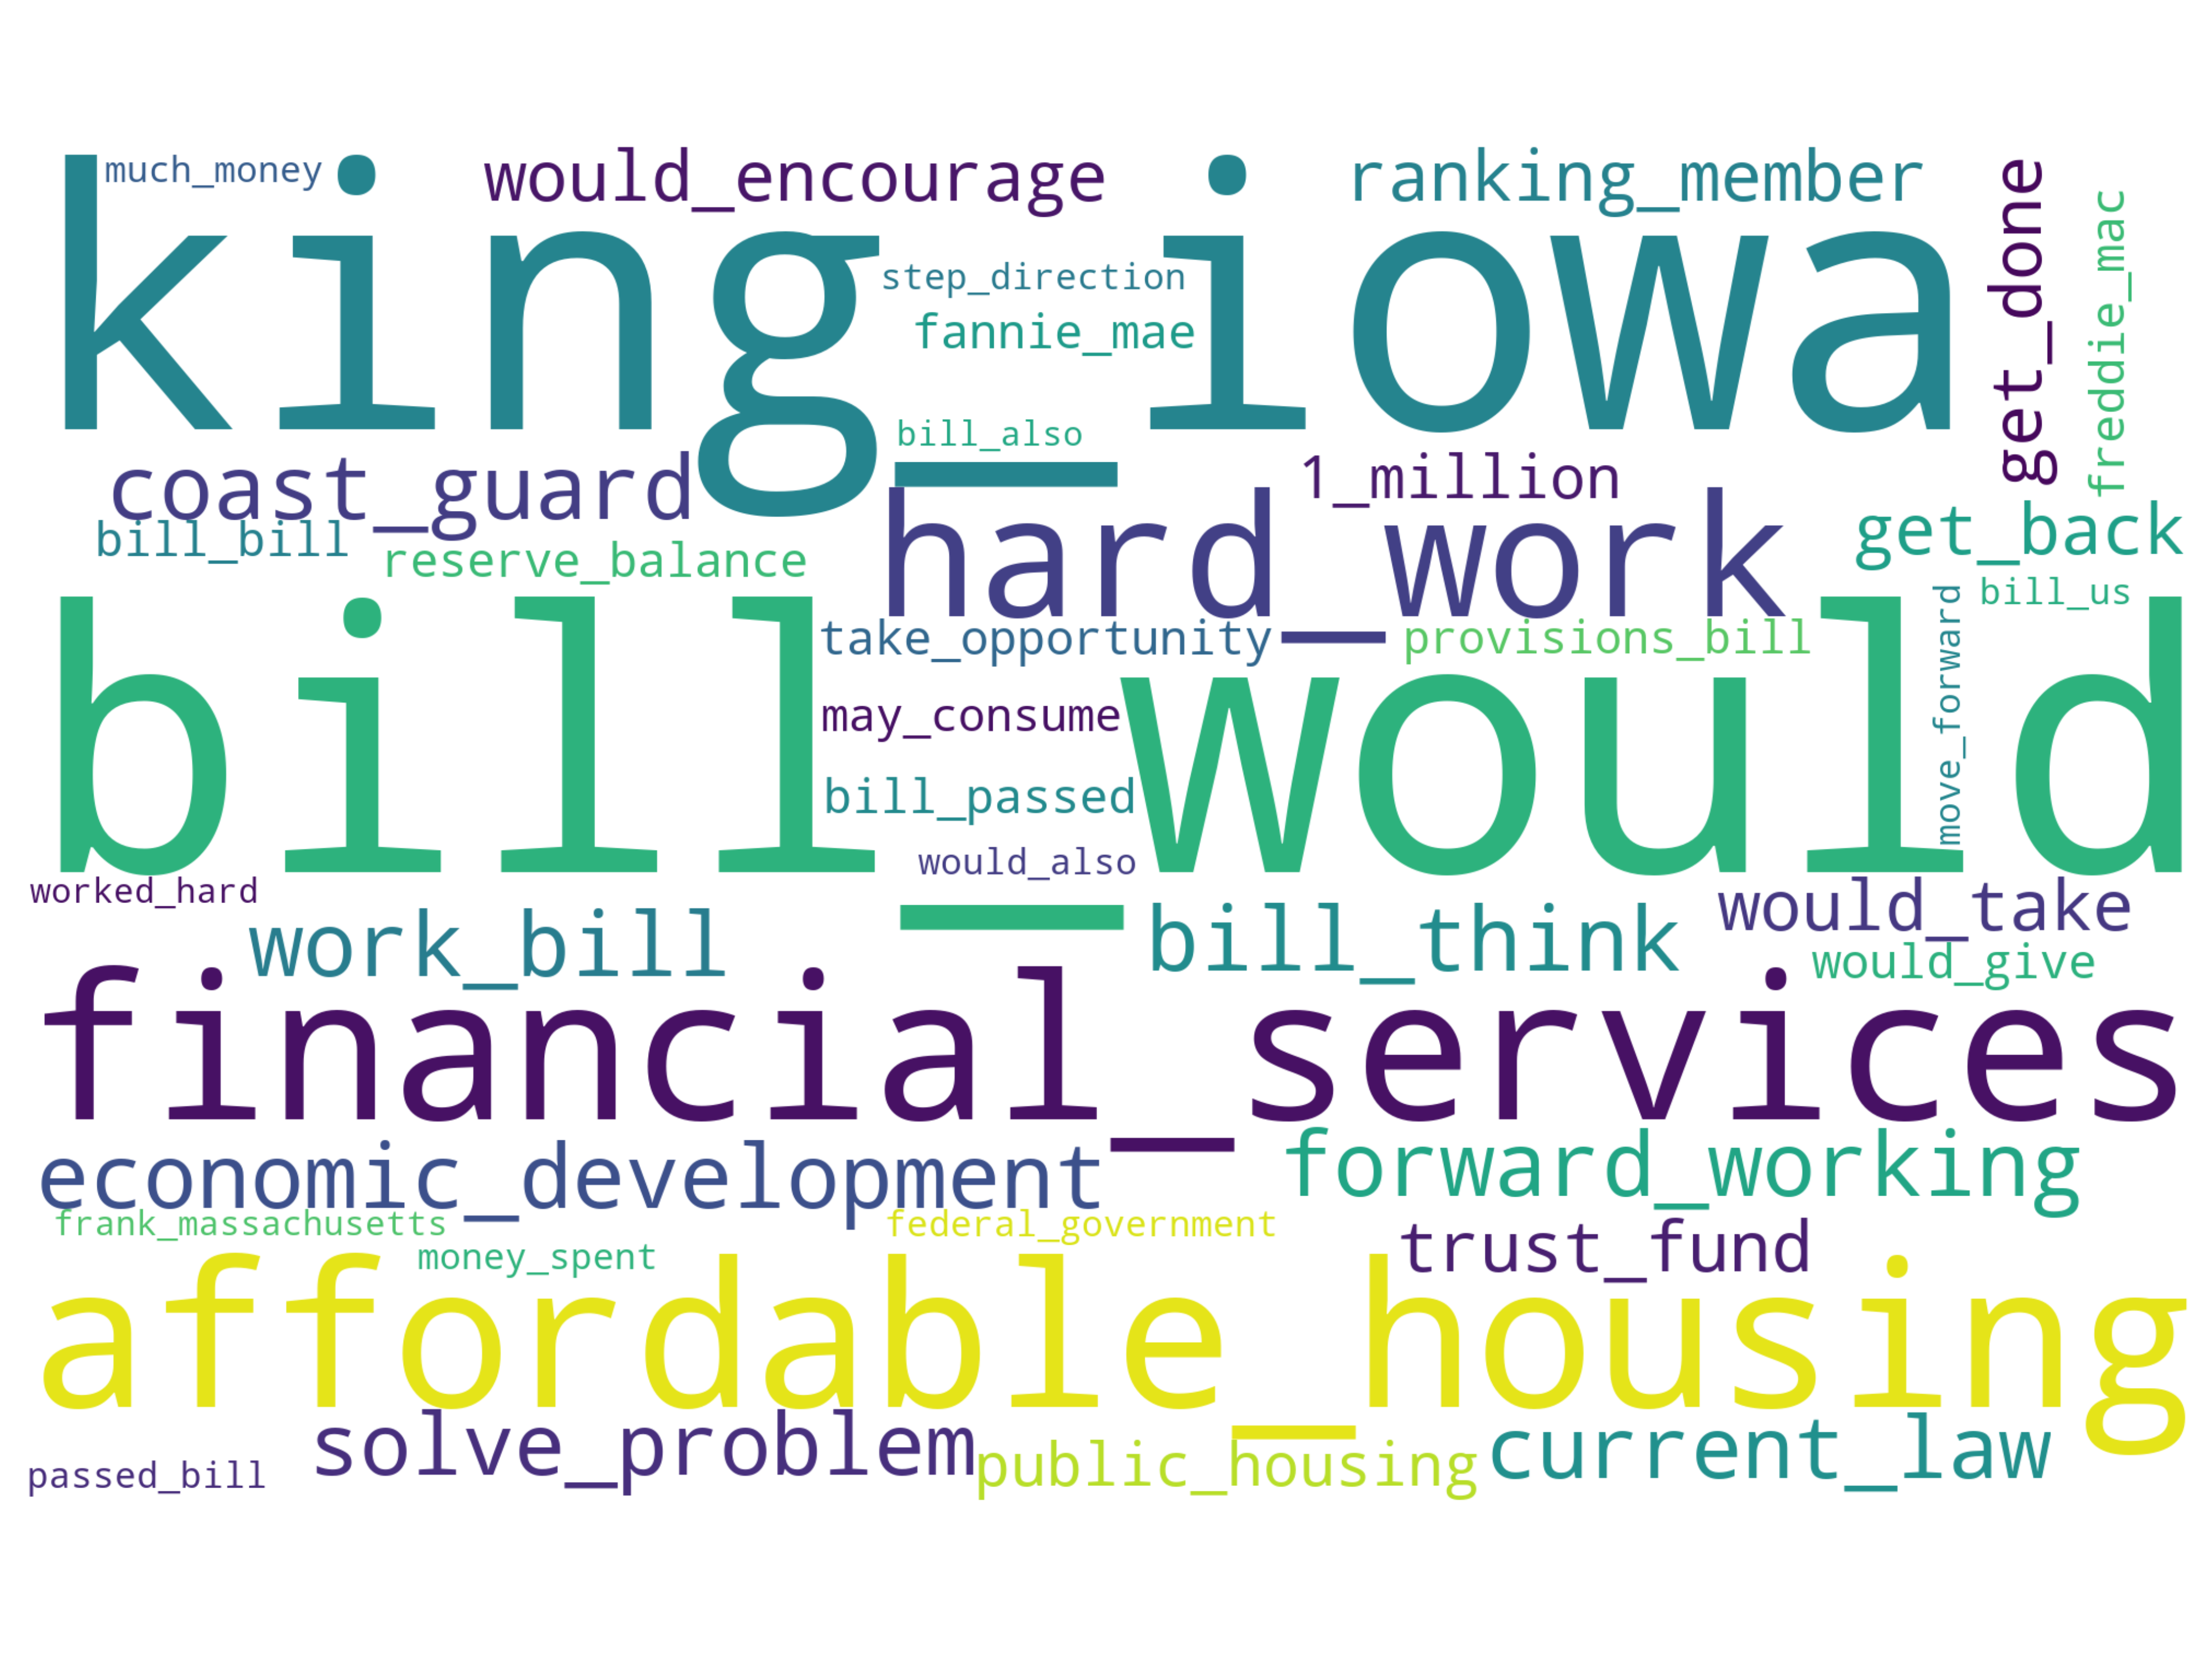 much_money
would_encourage
ranking_member
king_iowa
get_done
freddie_mac
step_direction
fannie_mae
bill_also
coast_guard
1_million
hard_work
get_back
bill_bill
reserve_balance
bill_us
move_forward
take_opportunity
provisions_bill
bill_would
may_consume
bill_passed
would_also
worked_hard
would_take
work_bill
bill_think
would_give
financial_services
economic_development
forward_working
frank_massachusetts
federal_government
trust_fund
money_spent
affordable_housing
solve_problem
current_law
public_housing
passed_bill